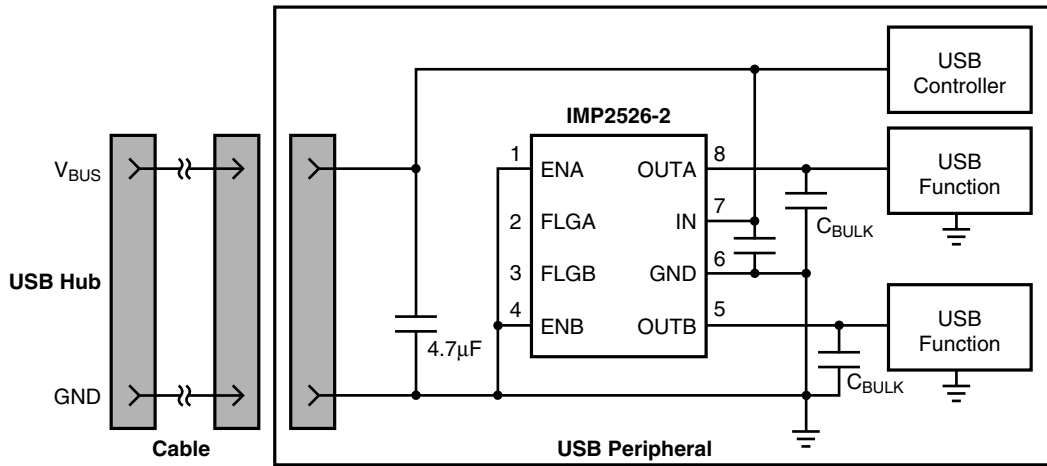 USB
Controller
IMP2526-2
V_BUS
1
ENA
OUTA
8
USB
Function
2
FLGA
IN
7
C_BULK
USB Hub
3
FLGB
GND
6
4
ENB
OUTB
5
USB
Function
4.7µF
C_BULK
GND
Cable
USB Peripheral